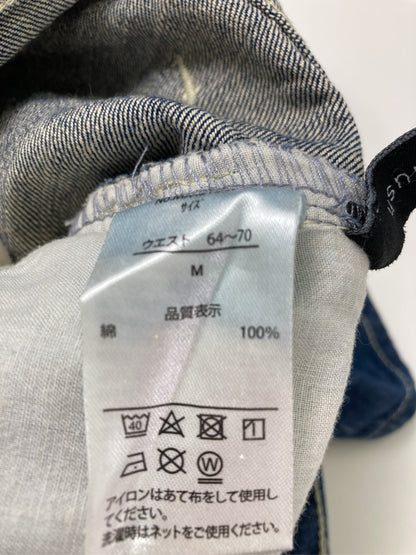 サイズ
ウエスト 64〜70
M
品質表示
綿 100%
40
アイロンはあて布をして使用し
てください。
洗濯時はネットをご使用ください。